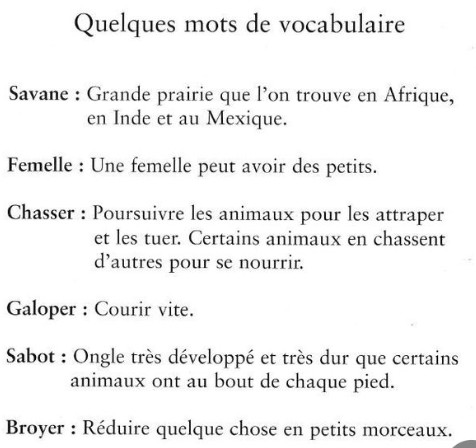 Quelques mots de vocabulaire
Savane : Grande prairie que l'on trouve en Afrique,
en Inde et au Mexique.
Femelle : Une femelle peut avoir des petits.
Chasser : Poursuivre les animaux pour les attraper
et les tuer. Certains animaux en chassent
d'autres pour se nourrir.
Galoper : Courir vite.
Sabot : Ongle très développé et très dur que certains
animaux ont au bout de chaque pied.
Broyer : Réduire quelque chose en petits morceaux.